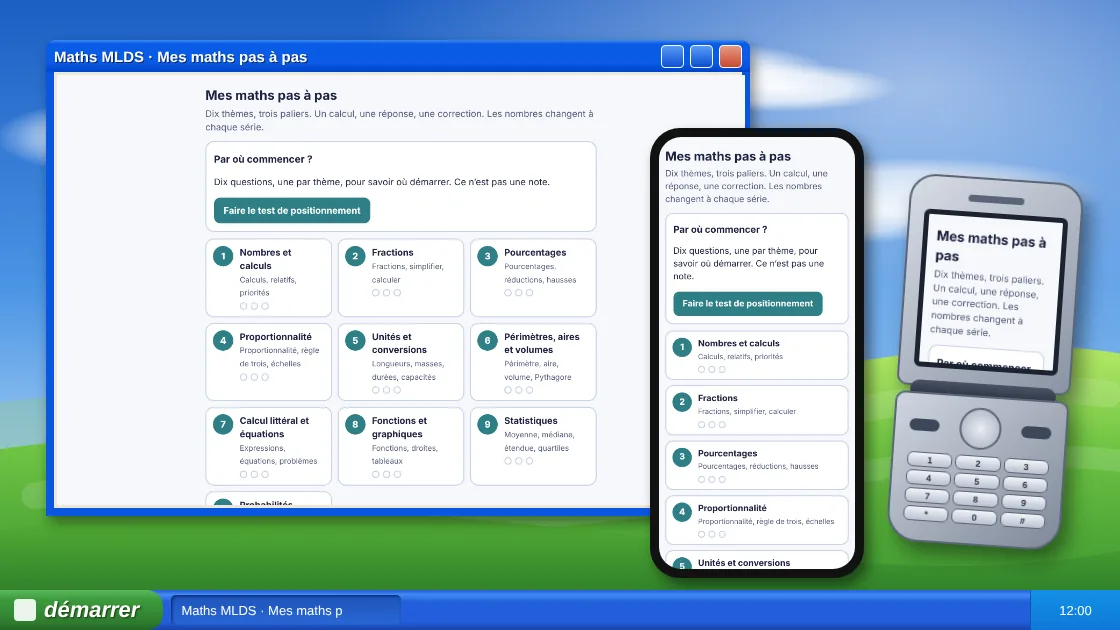 Maths MLDS · Mes maths pas à pas
Mes maths pas à pas
Dix thèmes, trois paliers. Un calcul, une réponse, une correction. Les nombres changent à
chaque série.
Par où commencer ?
Dix questions, une par thème, pour savoir où démarrer. Ce n'est pas une note.
Faire le test de positionnement
1
Nombres et
calculs
Calculs, relatifs,
priorités
2
Fractions
Fractions, simplifier,
calculer
3
Pourcentages
Pourcentages,
réductions, hausses
4
Proportionnalité
Proportionnalité, règle
de trois, échelles
5
Unités et
conversions
Longueurs, masses,
durées, capacités
6
Périmètres, aires
et volumes
Périmètre, aire,
volume, Pythagore
7
Calcul littéral et
équations
Expressions,
équations, problèmes
8
Fonctions et
graphiques
Fonctions, droites,
tableaux
9
Statistiques
Moyenne, médiane,
étendue, quartiles
Probabilités
Mes maths pas à pas
Dix thèmes, trois paliers. Un calcul, une
réponse, une correction. Les nombres
changent à chaque série.
Par où commencer ?
Dix questions, une par thème, pour
savoir où démarrer. Ce n'est pas une
note.
Faire le test de positionnement
1
Nombres et calculs
Calculs, relatifs, priorités
2
Fractions
Fractions, simplifier, calculer
3
Pourcentages
Pourcentages, réductions, hausses
4
Proportionnalité
Proportionnalité, règle de trois, échelles
5
Unités et conversions
Mes maths pas à
pas
Dix thèmes, trois paliers.
Un calcul, une réponse,
une correction. Les
nombres changent à
chaque série.
Par où commencer
1 2 3
4 5 6
7 8 9
* 0 #
démarrer
Maths MLDS · Mes maths p
12:00